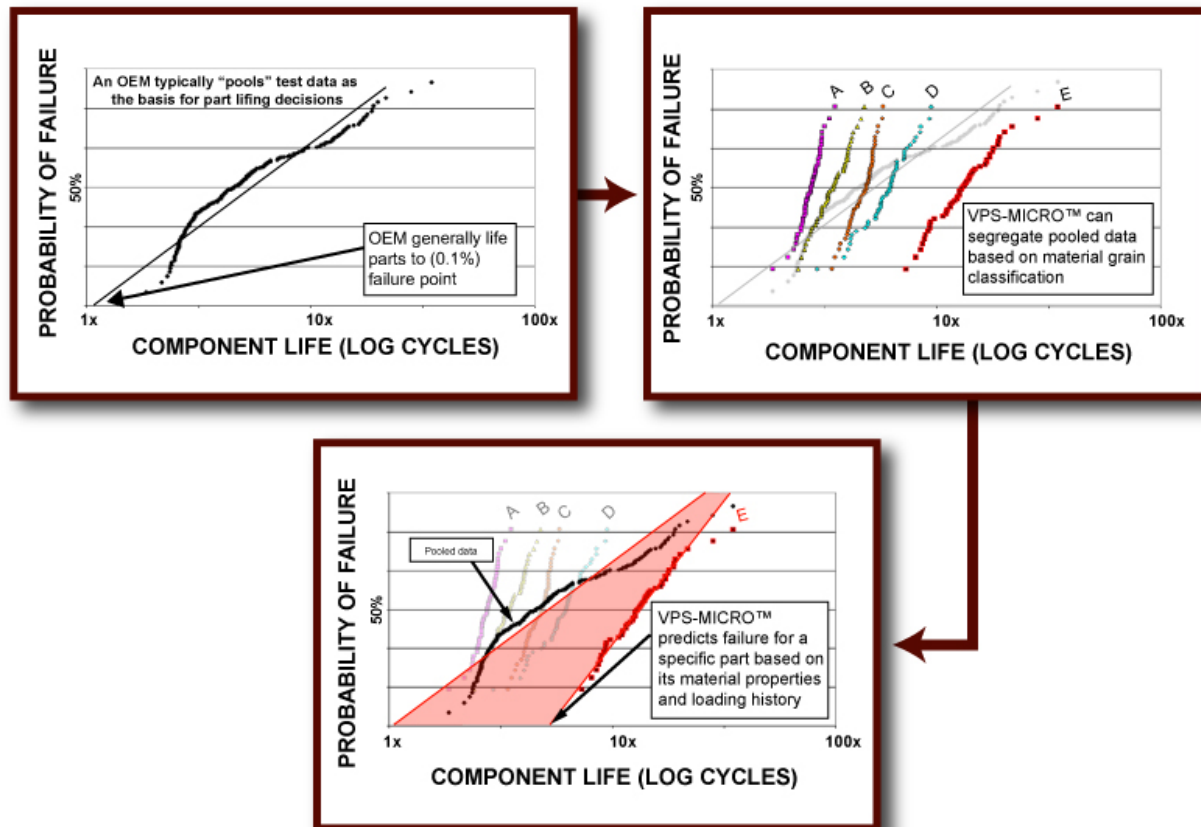 PROBABILITY OF FAILURE
50%
An OEM typically “pools” test data as
the basis for part lifing decisions
OEM generally life
parts to (0.1%)
failure point
1x
10x
100x
COMPONENT LIFE (LOG CYCLES)
PROBABILITY OF FAILURE
50%
A
B
C
D
E
VPS-MICRO™ can
segregate pooled data
based on material grain
classification
1x
10x
100x
COMPONENT LIFE (LOG CYCLES)
PROBABILITY OF FAILURE
50%
A
B
C
D
E
Pooled data
VPS-MICRO™
predicts failure for a
specific part based on
its material properties
and loading history
1x
10x
100x
COMPONENT LIFE (LOG CYCLES)